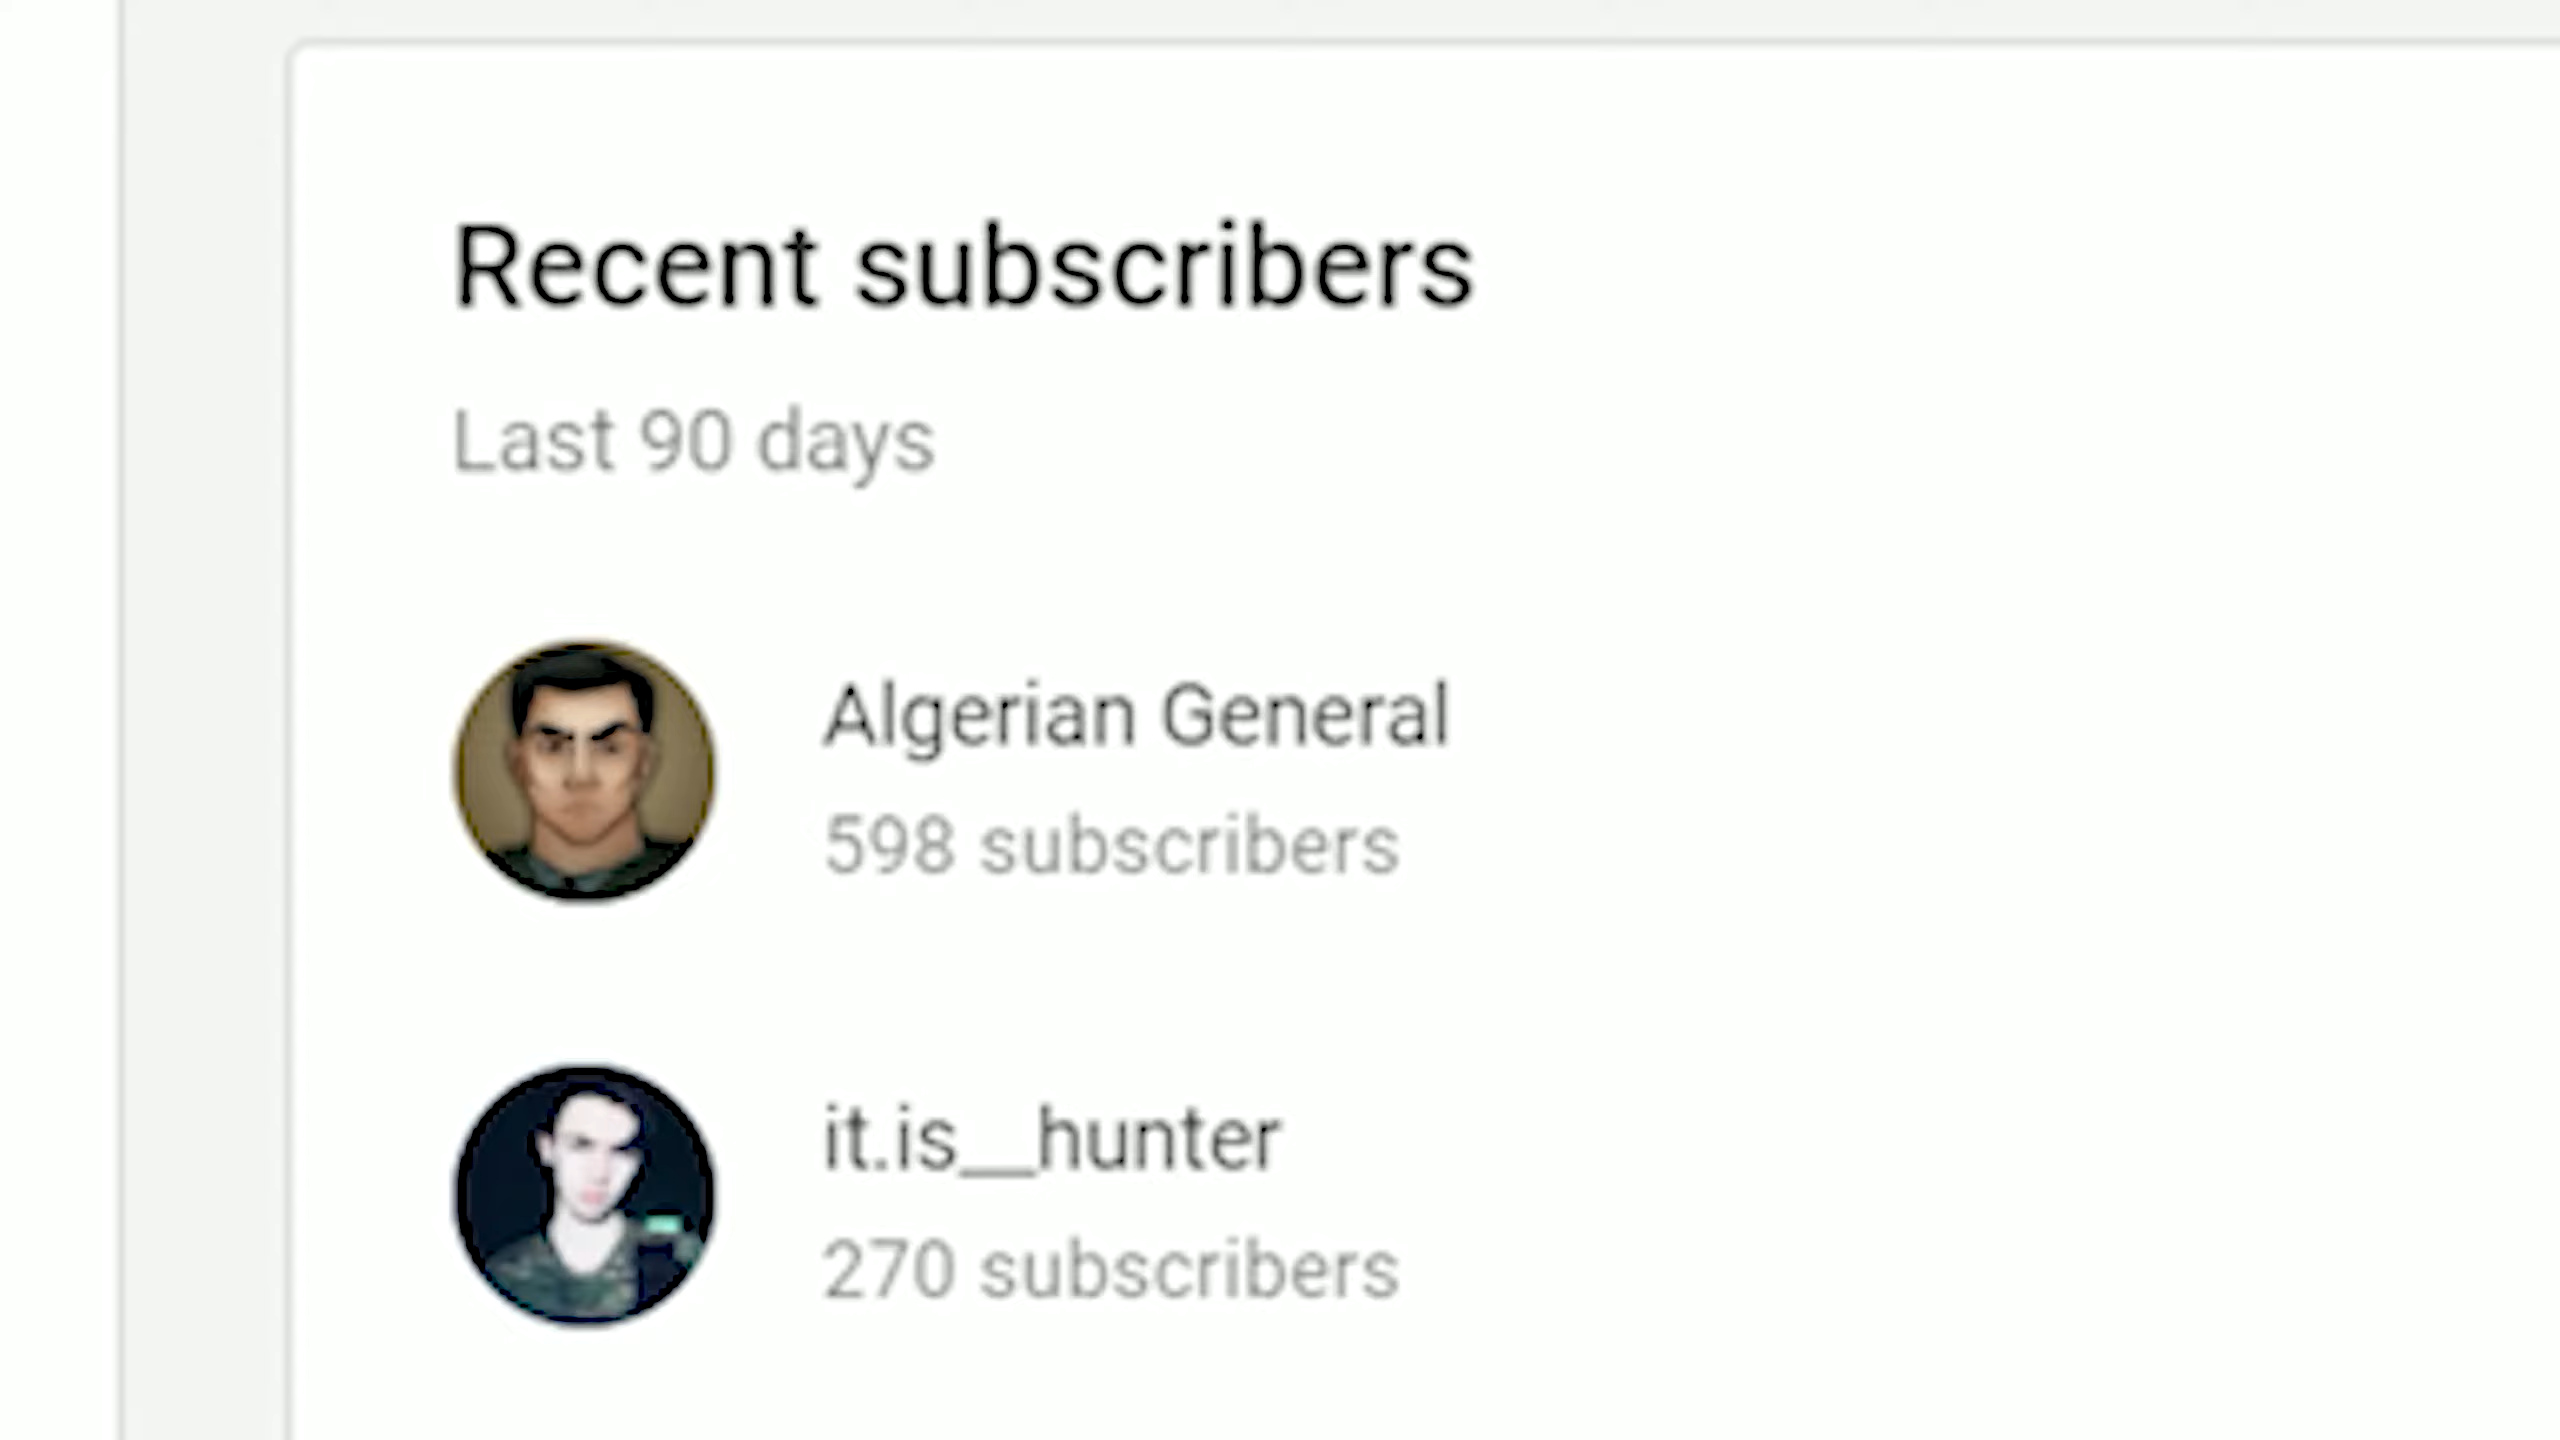 Recent subscribers
Last 90 days
Algerian General
598 subscribers
it.is__hunter
270 subscribers